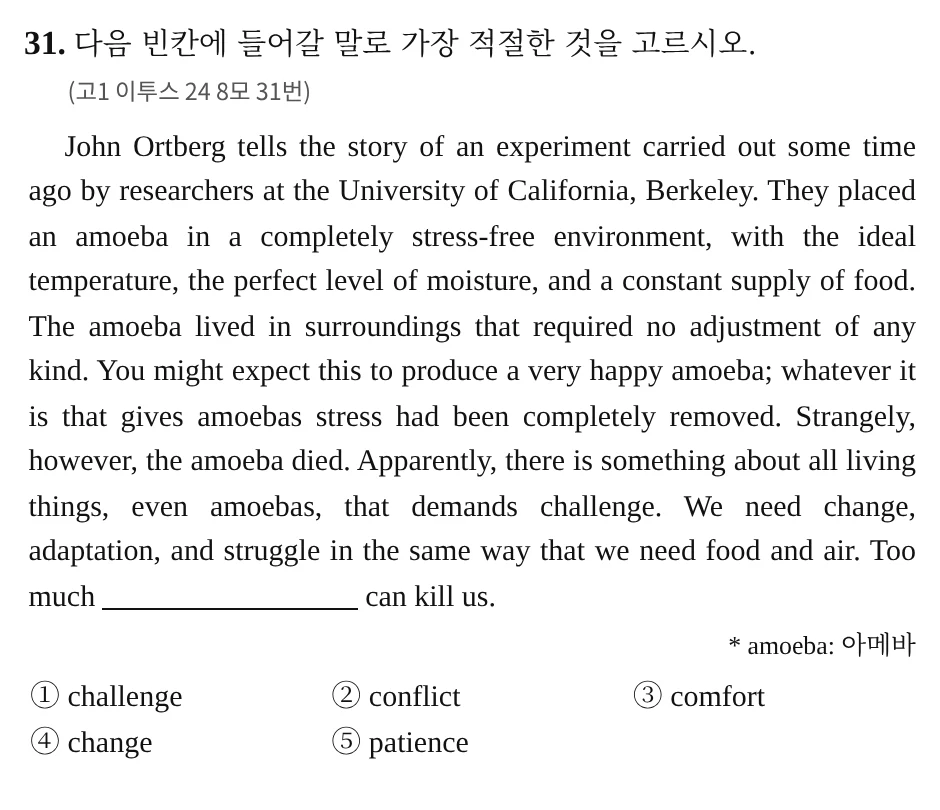 31. 다음 빈칸에 들어갈 말로 가장 적절한 것을 고르시오.
(고1 이투스 24 8모 31번)
John Ortberg tells the story of an experiment carried out some time
ago by researchers at the University of California, Berkeley. They placed
an amoeba in a completely stress-free environment, with the ideal
temperature, the perfect level of moisture, and a constant supply of food.
The amoeba lived in surroundings that required no adjustment of any
kind. You might expect this to produce a very happy amoeba; whatever it
is that gives amoebas stress had been completely removed. Strangely,
however, the amoeba died. Apparently, there is something about all living
things, even amoebas, that demands challenge. We need change,
adaptation, and struggle in the same way that we need food and air. Too
much ________________ can kill us.
* amoeba: 아메바
① challenge ② conflict ③ comfort
④ change ⑤ patience